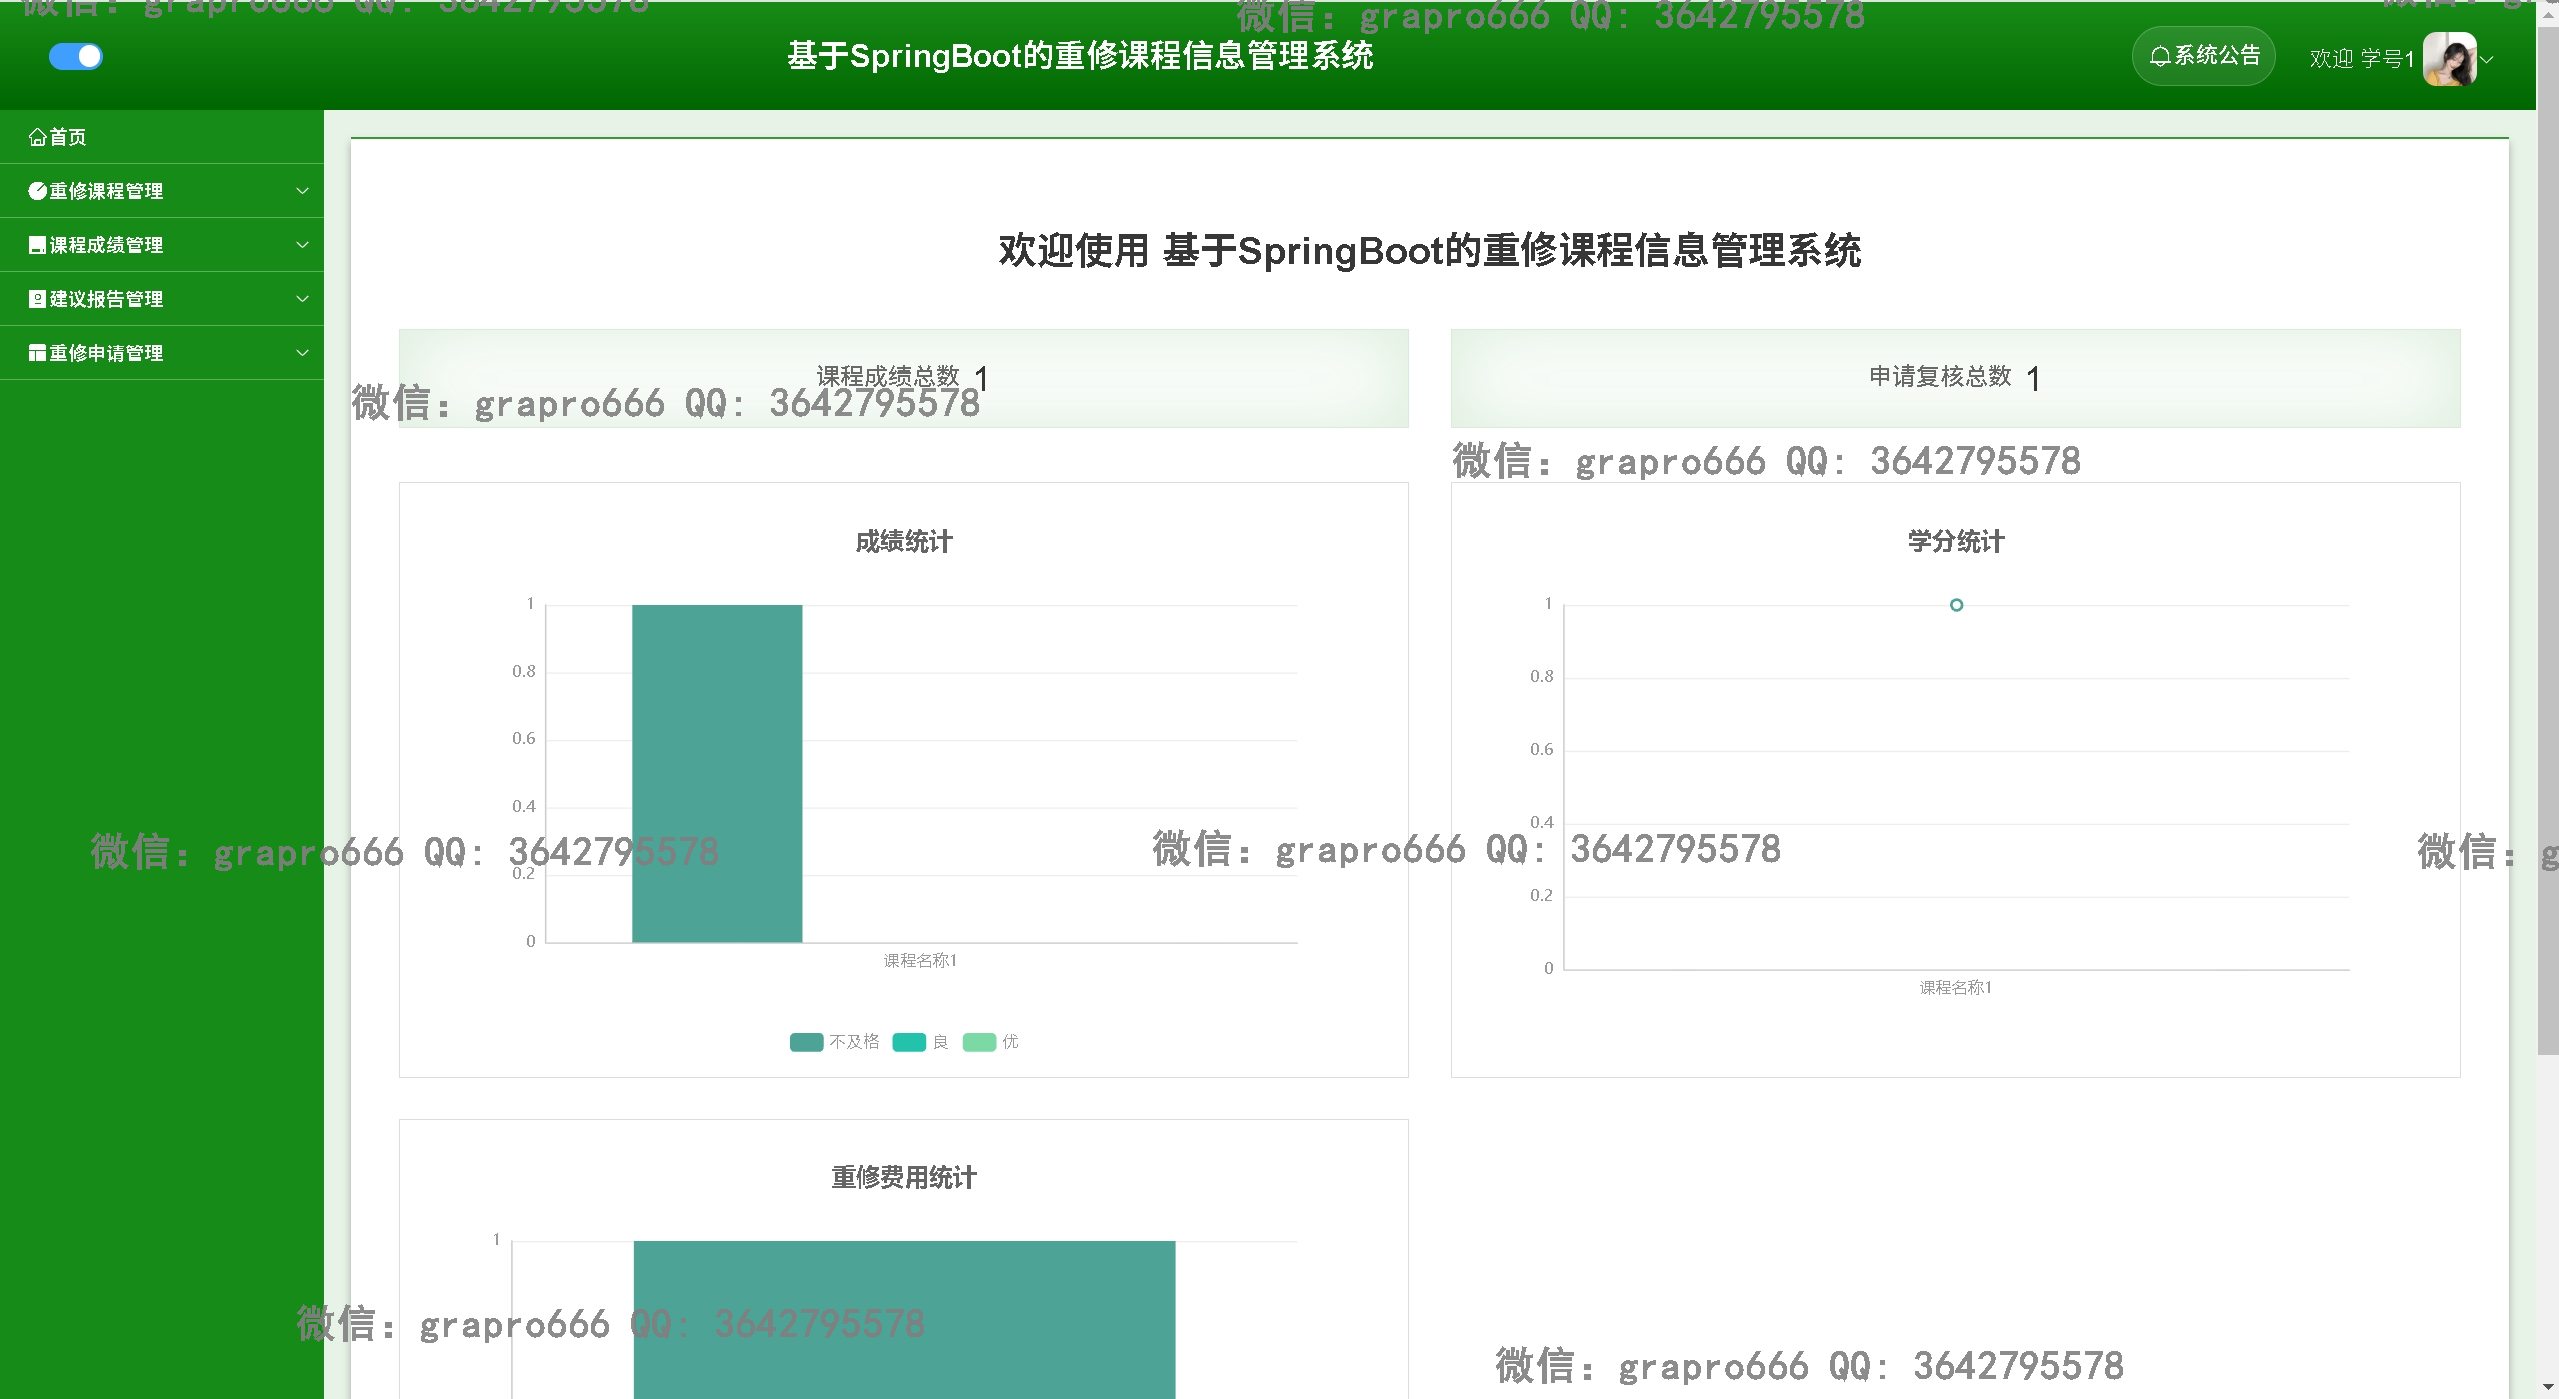 微信：grapro666 QQ：3642795578
微信：grapro666 QQ：3642795578
基于SpringBoot的重修课程信息管理系统
系统公告
欢迎 学号1
首页
重修课程管理
课程成绩管理
建议报告管理
重修申请管理
欢迎使用 基于SpringBoot的重修课程信息管理系统
课程成绩总数 1
申请复核总数 1
微信：grapro666 QQ：3642795578
微信：grapro666 QQ：3642795578
成绩统计
1
0.8
0.6
0.4
0.2
0
课程名称1
不及格 良 优
学分统计
1
0.8
0.6
0.4
0.2
0
课程名称1
微信：grapro666 QQ：3642795578
微信：grapro666 QQ：3642795578
微信：g
重修费用统计
1
微信：grapro666 QQ：3642795578
微信：grapro666 QQ：3642795578